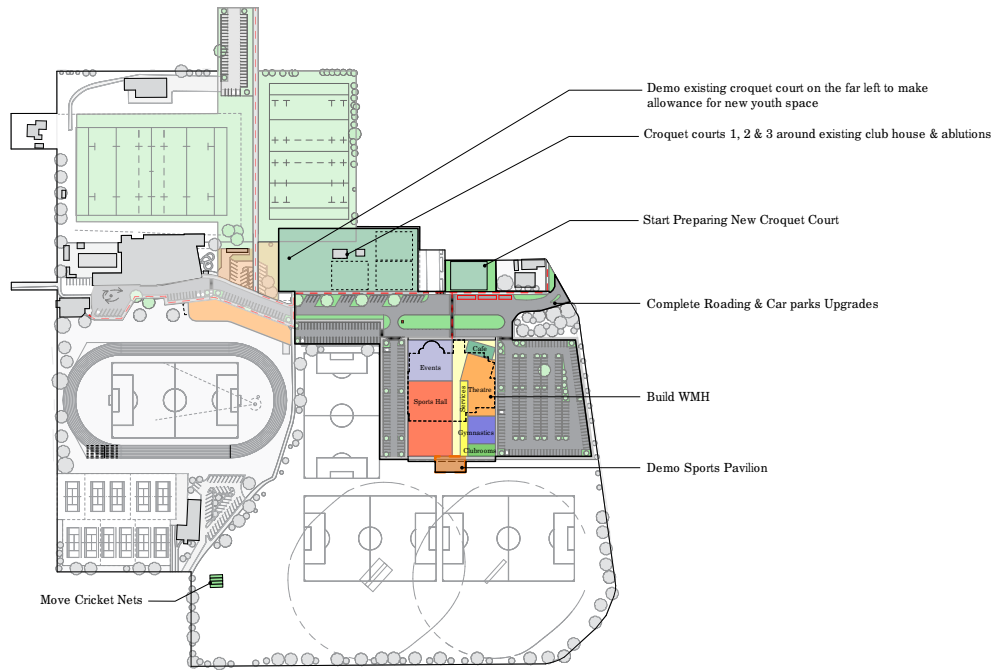 Demo existing croquet court on the far left to make
allowance for new youth space
Croquet courts 1, 2 & 3 around existing club house & ablutions
Start Preparing New Croquet Court
Complete Roading & Car parks Upgrades
Cafe
Events
Theatre
Services
Sports Hall
Build WMH
Gymnastics
Clubrooms
Demo Sports Pavilion
Move Cricket Nets